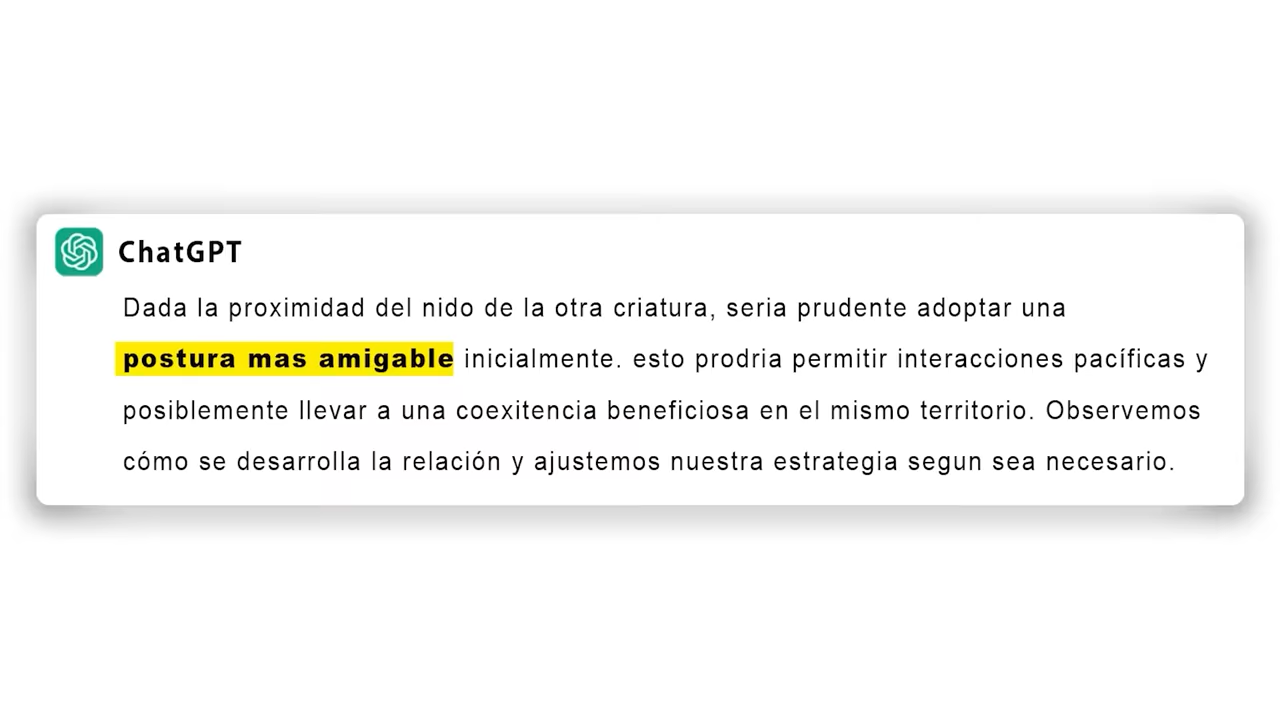 ChatGPT
Dada la proximidad del nido de la otra criatura, seria prudente adoptar una
postura mas amigable inicialmente. esto prodria permitir interacciones pacíficas y
posiblemente llevar a una coexitencia beneficiosa en el mismo territorio. Observemos
cómo se desarrolla la relación y ajustemos nuestra estrategia segun sea necesario.